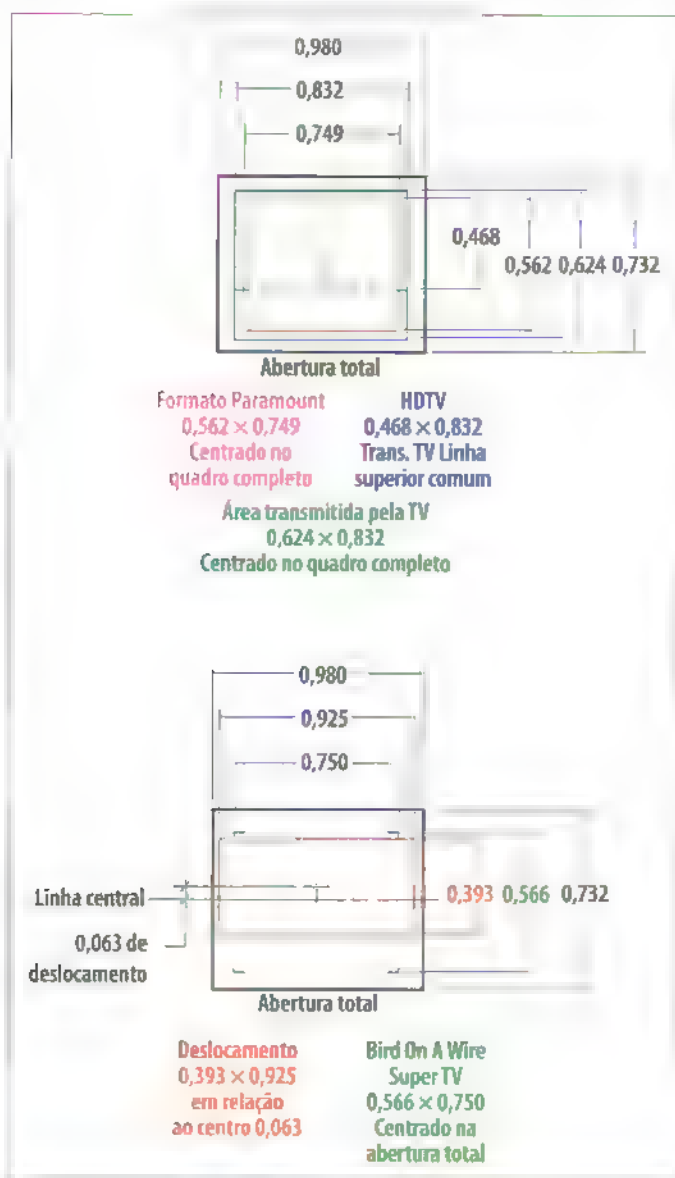 0,980
0,832
0,749
0,468
0,562 0,624 0,732
Abertura total
Formato Paramount
0,562 × 0,749
Centrado no
quadro completo
HDTV
0,468 × 0,832
Trans. TV Linha
superior comum
Área transmitida pela TV
0,624 × 0,832
Centrado no quadro completo
0,980
0,925
0,750
Linha central
0,393 0,566 0,732
0,063 de
deslocamento
Abertura total
Deslocamento
0,393 × 0,925
em relação
ao centro 0,063
Bird On A Wire
Super TV
0,566 × 0,750
Centrado na
abertura total